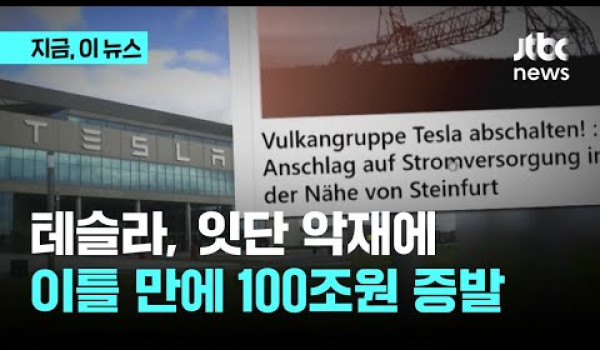 지금, 이 뉴스
jtbc
news
TESLA
Vulkangruppe Tesla abschalten! :
Anschlag auf Stromversorgung in
der Nähe von Steinfurt
테슬라, 잇단 악재에
이틀 만에 100조원 증발